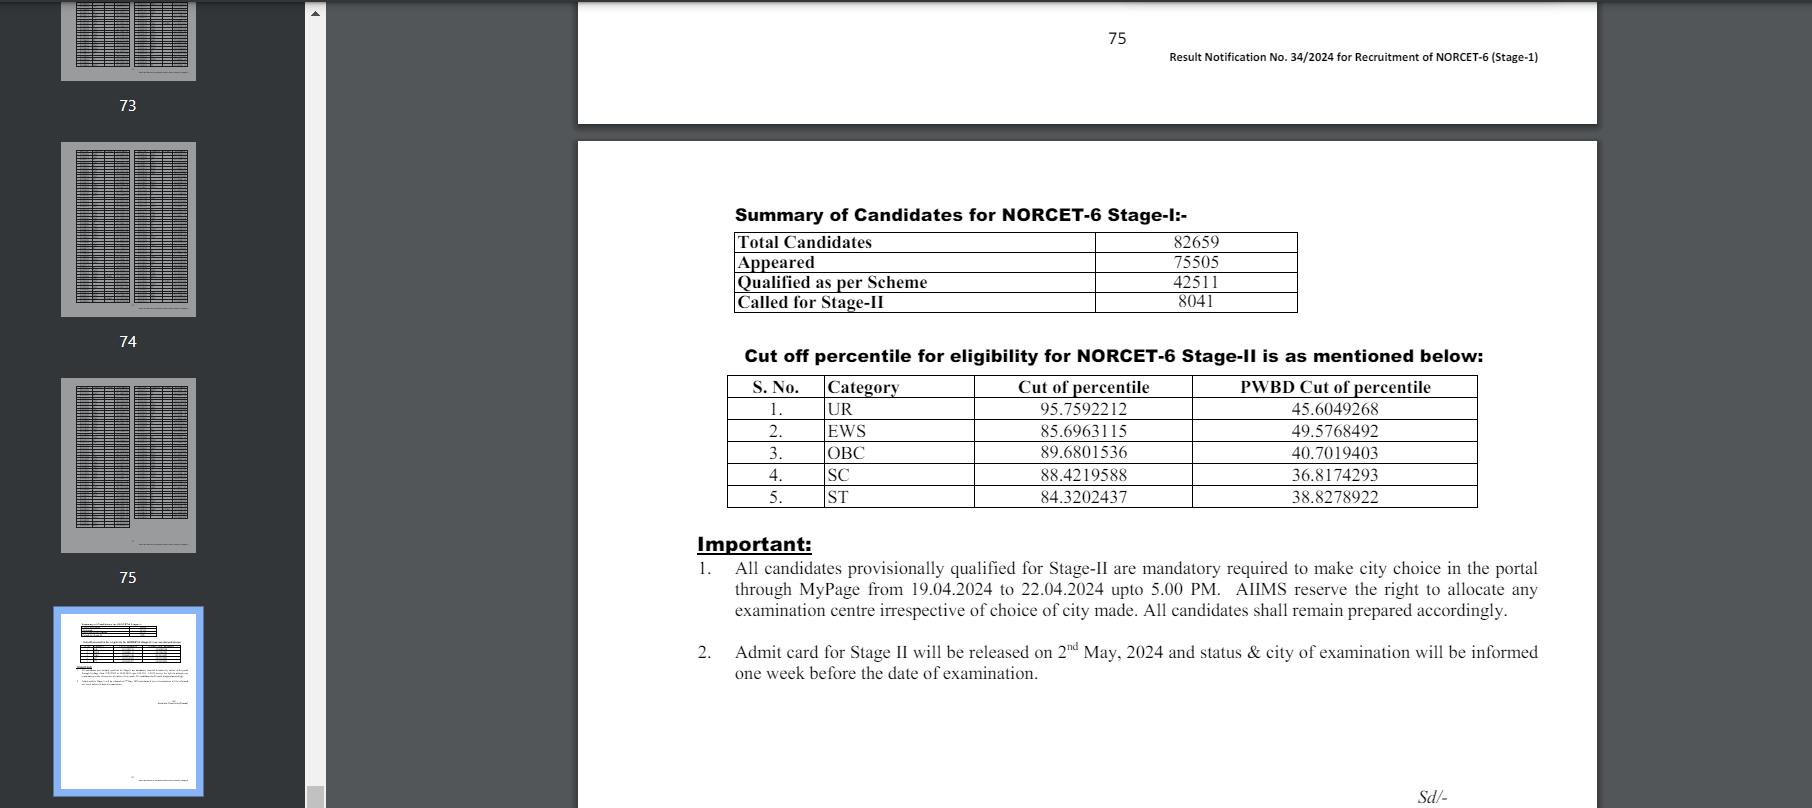 73
74
75
75
Result Notification No. 34/2024 for Recruitment of NORCET-6 (Stage-1)
Summary of Candidates for NORCET-6 Stage-I:-
Total Candidates 82659
Appeared 75505
Qualified as per Scheme 42511
Called for Stage-II 8041
Cut off percentile for eligibility for NORCET-6 Stage-II is as mentioned below:
S. No. Category Cut of percentile PWBD Cut of percentile
1. UR 95.7592212 45.6049268
2. EWS 85.6963115 49.5768492
3. OBC 89.6801536 40.7019403
4. SC 88.4219588 36.8174293
5. ST 84.3202437 38.8278922
Important:
1. All candidates provisionally qualified for Stage-II are mandatory required to make city choice in the portal
through MyPage from 19.04.2024 to 22.04.2024 upto 5.00 PM. AIIMS reserve the right to allocate any
examination centre irrespective of choice of city made. All candidates shall remain prepared accordingly.
2. Admit card for Stage II will be released on 2nd May, 2024 and status & city of examination will be informed
one week before the date of examination.
Sd/-